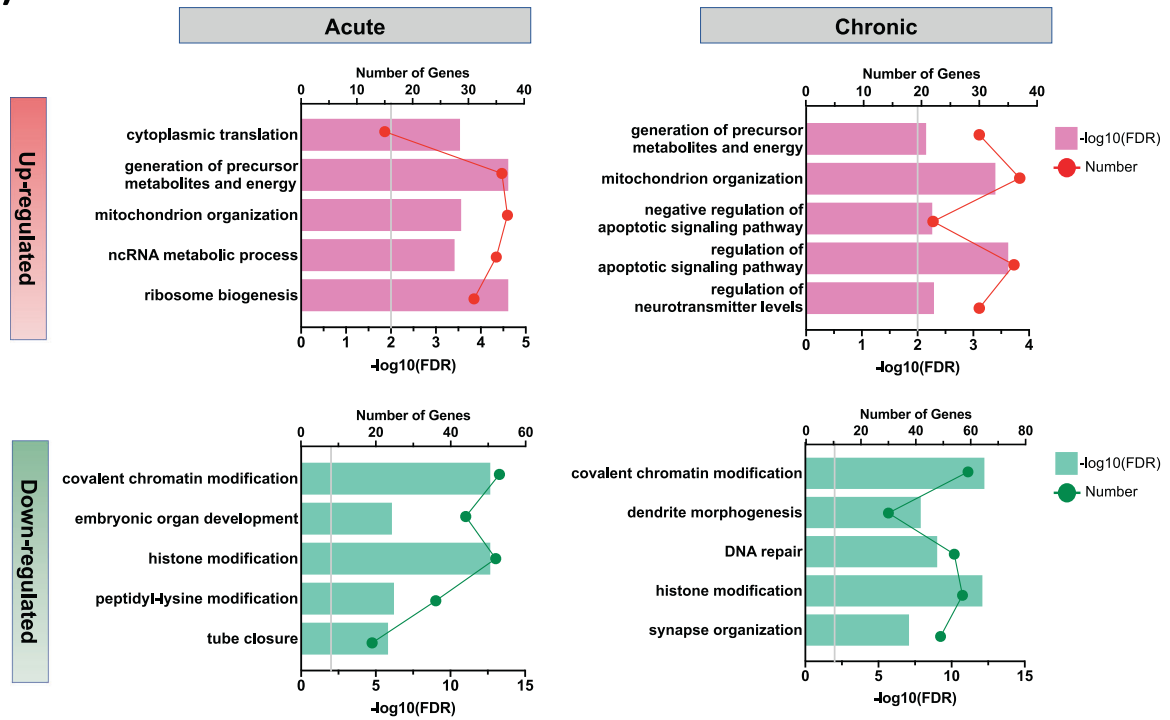 )
Acute
Chronic
Up-regulated
Number of Genes
0 10 20 30 40
cytoplasmic translation
generation of precursor
metabolites and energy
mitochondrion organization
ncRNA metabolic process
ribosome biogenesis
0 1 2 3 4 5
-log10(FDR)
Number of Genes
0 10 20 30 40
generation of precursor
metabolites and energy
mitochondrion organization
negative regulation of
apoptotic signaling pathway
regulation of
apoptotic signaling pathway
regulation of
neurotransmitter levels
0 1 2 3 4
-log10(FDR)
-log10(FDR)
Number
Down-regulated
Number of Genes
0 20 40 60
covalent chromatin modification
embryonic organ development
histone modification
peptidyl-lysine modification
tube closure
0 5 10 15
-log10(FDR)
Number of Genes
0 20 40 60 80
covalent chromatin modification
dendrite morphogenesis
DNA repair
histone modification
synapse organization
0 5 10 15
-log10(FDR)
-log10(FDR)
Number